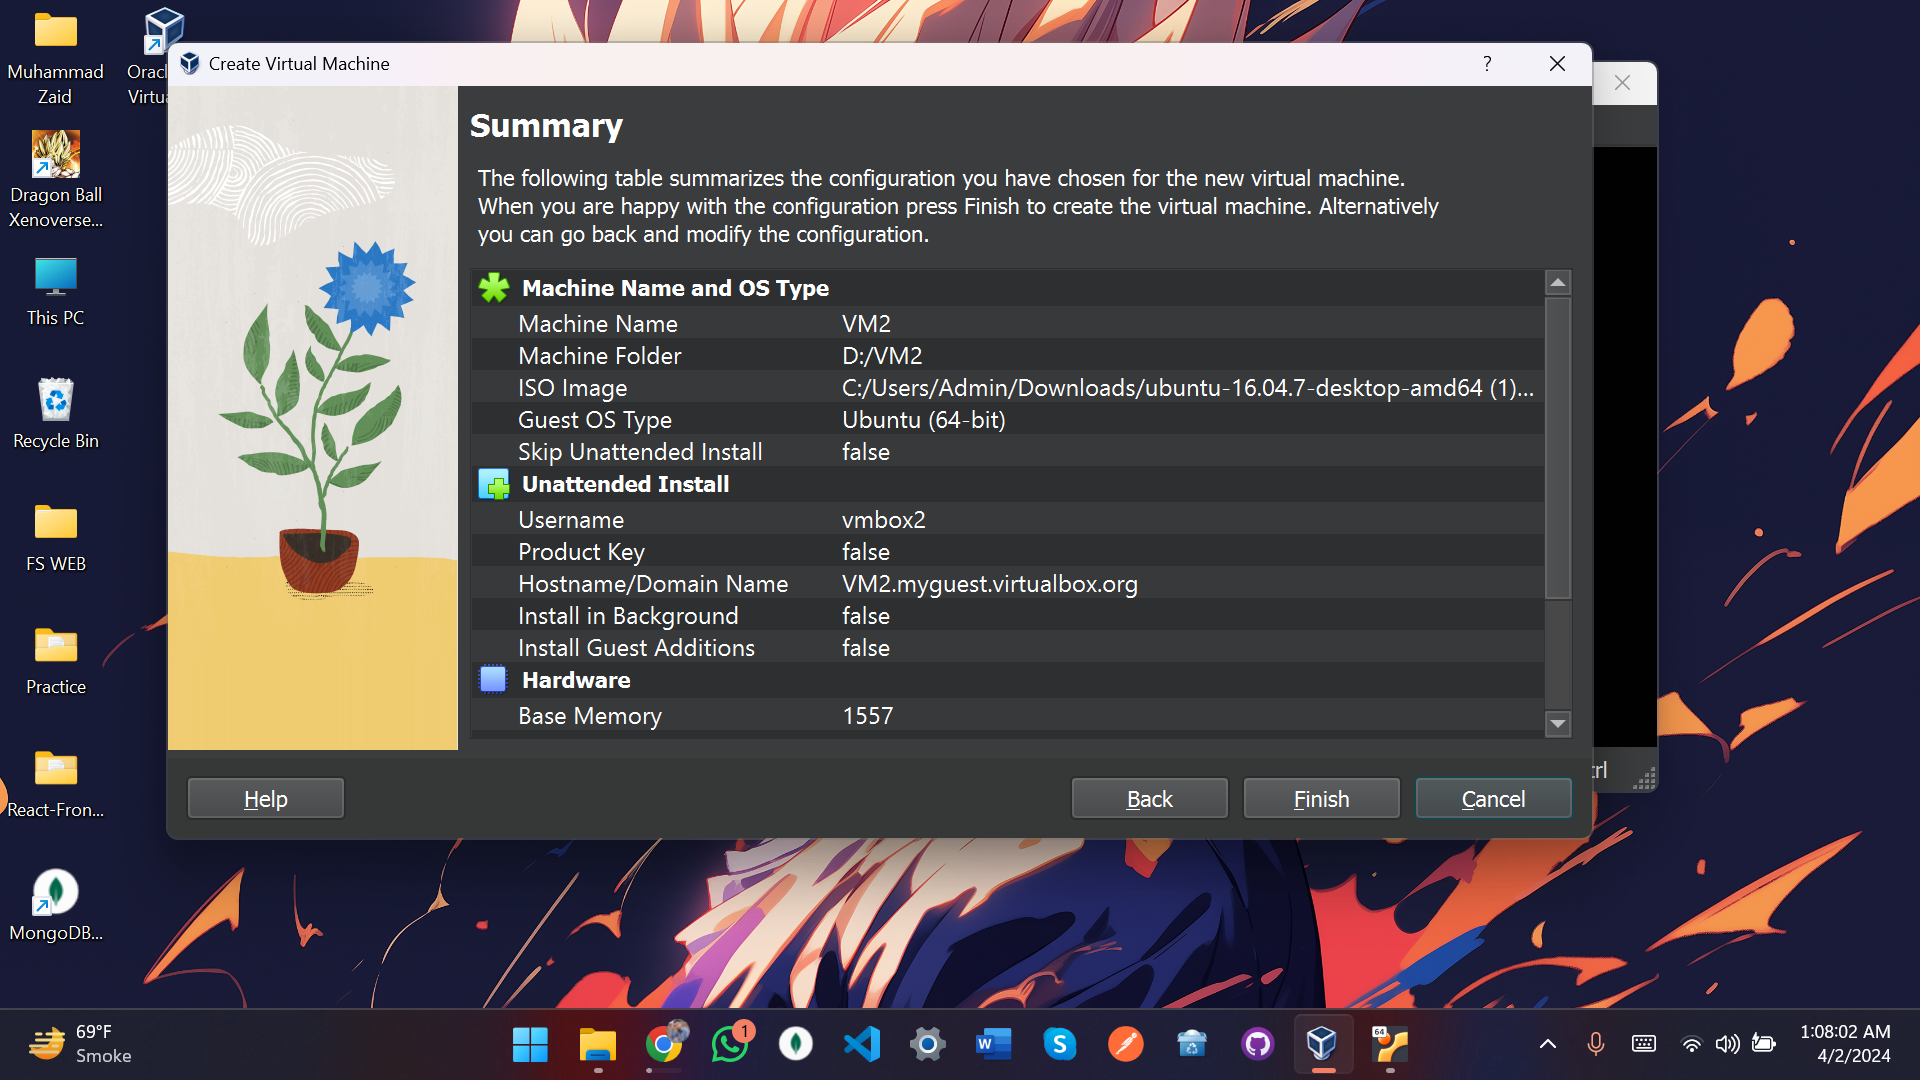 Muhammad
Zaid
Dragon Ball
Xenoverse...
This PC
Recycle Bin
FS WEB
Practice
React-Fron...
MongoDB...
Create Virtual Machine
?
Summary
The following table summarizes the configuration you have chosen for the new virtual machine.
When you are happy with the configuration press Finish to create the virtual machine. Alternatively
you can go back and modify the configuration.
Machine Name and OS Type
Machine Name VM2
Machine Folder D:/VM2
ISO Image C:/Users/Admin/Downloads/ubuntu-16.04.7-desktop-amd64 (1)...
Guest OS Type Ubuntu (64-bit)
Skip Unattended Install false
Unattended Install
Username vmbox2
Product Key false
Hostname/Domain Name VM2.myguest.virtualbox.org
Install in Background false
Install Guest Additions false
Hardware
Base Memory 1557
Help Back Finish Cancel
69°F
Smoke
1
W
S
64
1:08:02 AM
4/2/2024